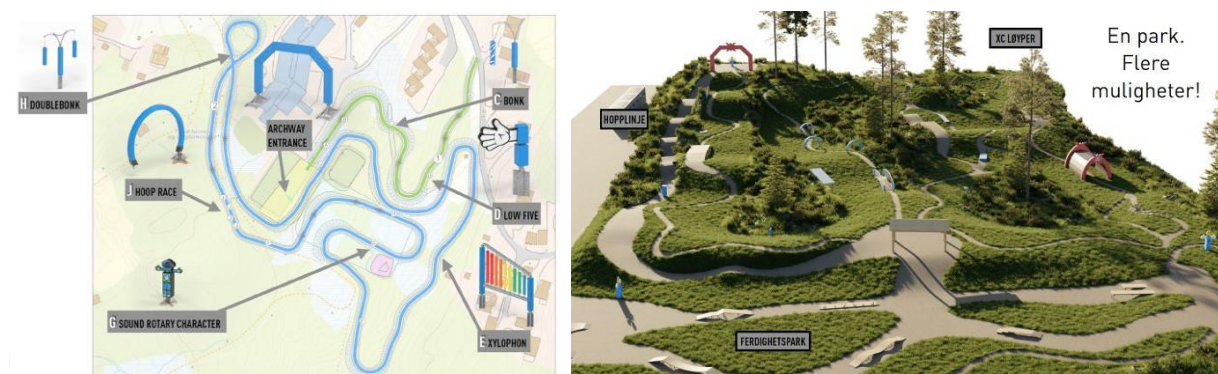 H DOUBLEBONK
C BONK
ARCHWAY
ENTRANCE
J HOOP RACE
D LOW FIVE
G SOUND ROTARY CHARACTER
E XYLOPHON
XC LØYPER
En park.
Flere
muligheter!
HOPPLINJE
FERDIGHETSPARK